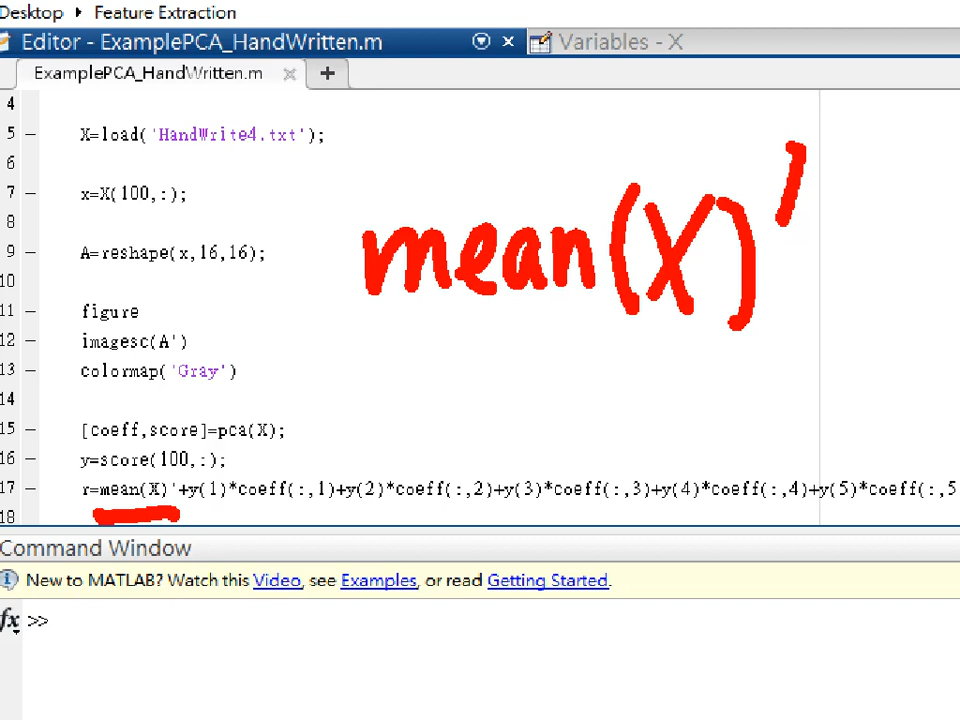 Desktop ▸ Feature Extraction
Editor - ExamplePCA_HandWritten.m
Variables - X
ExamplePCA_HandWritten.m
4
5 – X=load('HandWrite4.txt');
6
7 – x=X(100,:);
8
9 – A=reshape(x,16,16);
10
11 – figure
12 – imagesc(A')
13 – colormap('Gray')
14
15 – [coeff,score]=pca(X);
16 – y=score(100,:);
17 – r=mean(X)'+y(1)*coeff(:,1)+y(2)*coeff(:,2)+y(3)*coeff(:,3)+y(4)*coeff(:,4)+y(5)*coeff(:,5
18
mean(X)'
Command Window
New to MATLAB? Watch this Video, see Examples, or read Getting Started.
fx >>